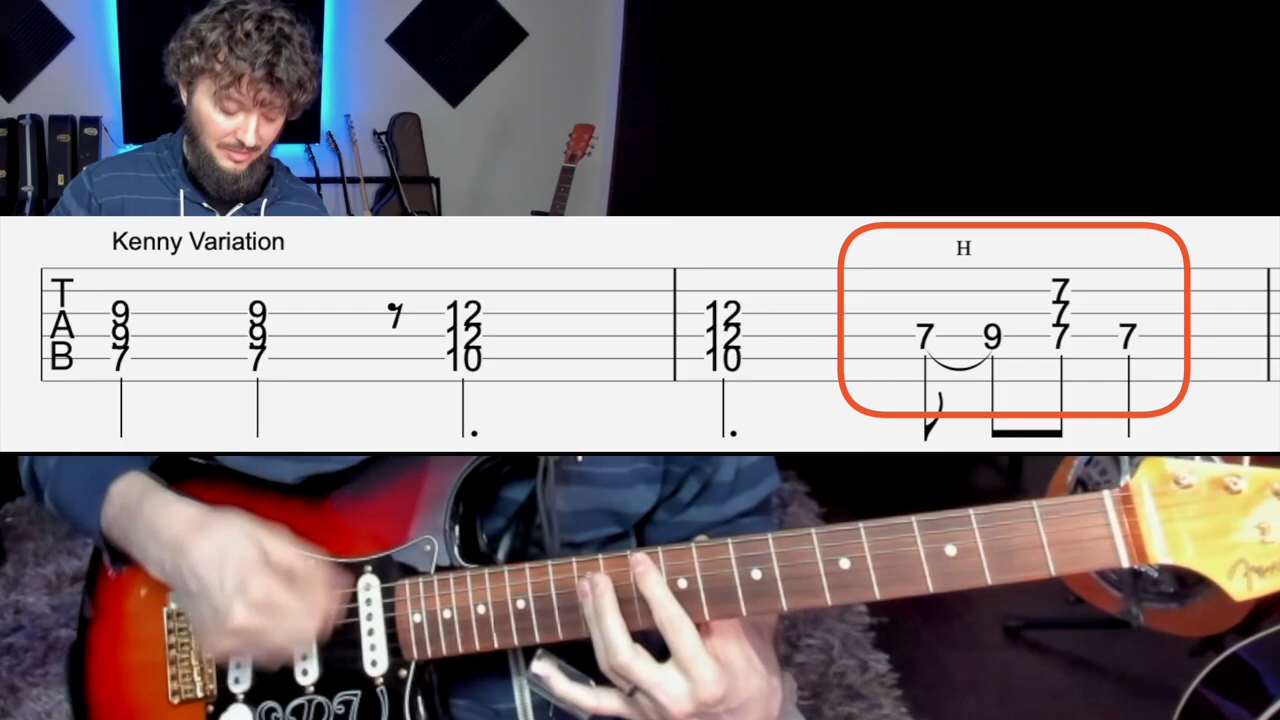 Kenny Variation
H
T 7
9 9 12 12 7
A 9 9 12 12 7 9 7 7
B 7 7 10 10